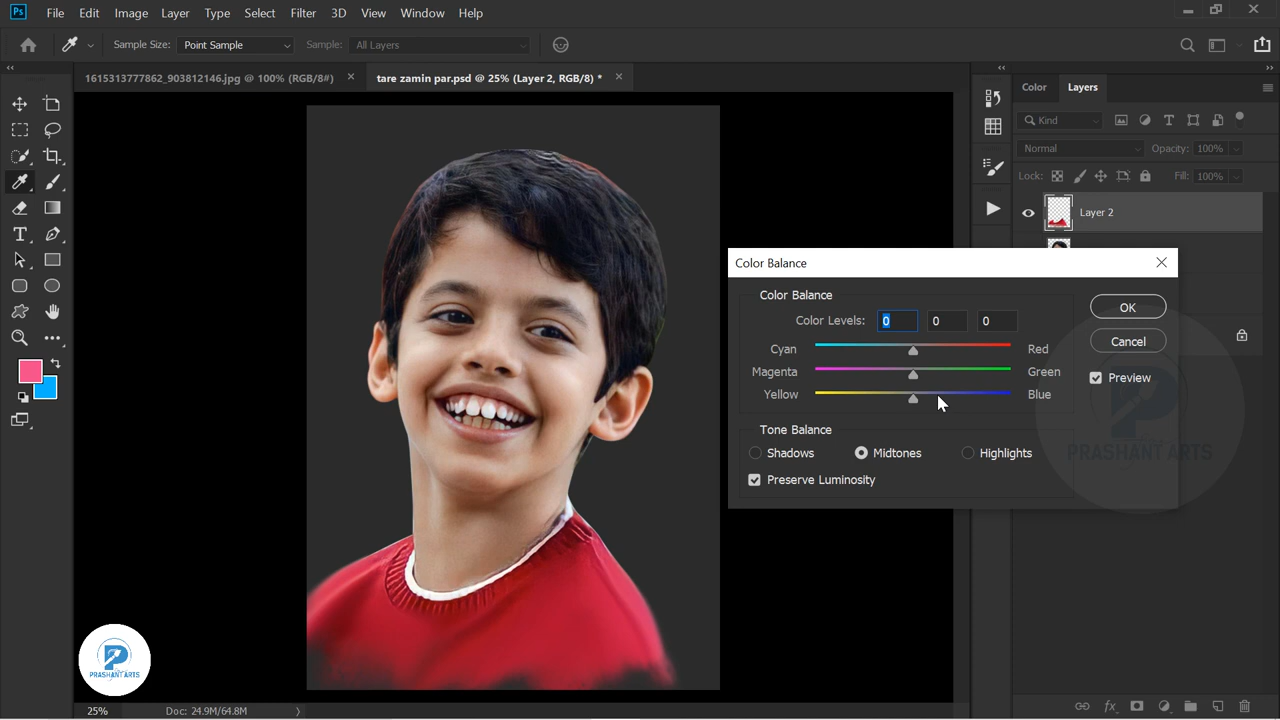 Ps File Edit Image Layer Type Select Filter 3D View Window Help
Sample Size: Point Sample Sample: All Layers
1615313777862_903812146.jpg @ 100% (RGB/8#) × tare zamin par.psd @ 25% (Layer 2, RGB/8) * ×
Color Layers
Kind
Normal Opacity: 100%
Lock: Fill: 100%
Layer 2
Color Balance
Color Balance
Color Levels: 0 0 0
OK
Cyan Red
Cancel
Magenta Green
Preview
Yellow Blue
Tone Balance
Shadows Midtones Highlights
Preserve Luminosity
PRASHANT ARTS
PRASHANT ARTS
25% Doc: 24.9M/64.8M